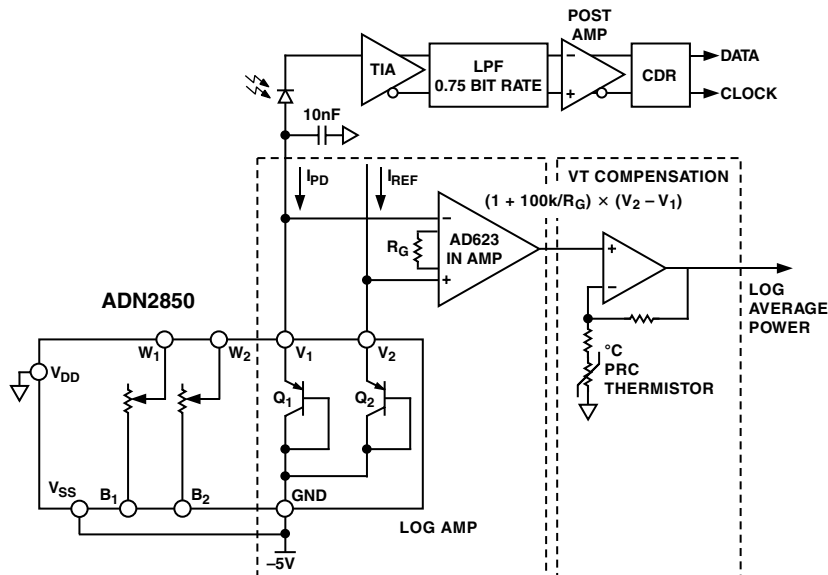 POST
AMP
TIA
LPF
0.75 BIT RATE
–
+
CDR
DATA
CLOCK
10nF
I_PD
I_REF
VT COMPENSATION
(1 + 100k/R_G) × (V_2 – V_1)
–
R_G
AD623
IN AMP
+
+
–
LOG
AVERAGE
POWER
ADN2850
W_1
W_2
V_1
V_2
V_DD
°C
PRC
THERMISTOR
Q_1
Q_2
V_SS
B_1
B_2
GND
LOG AMP
–5V